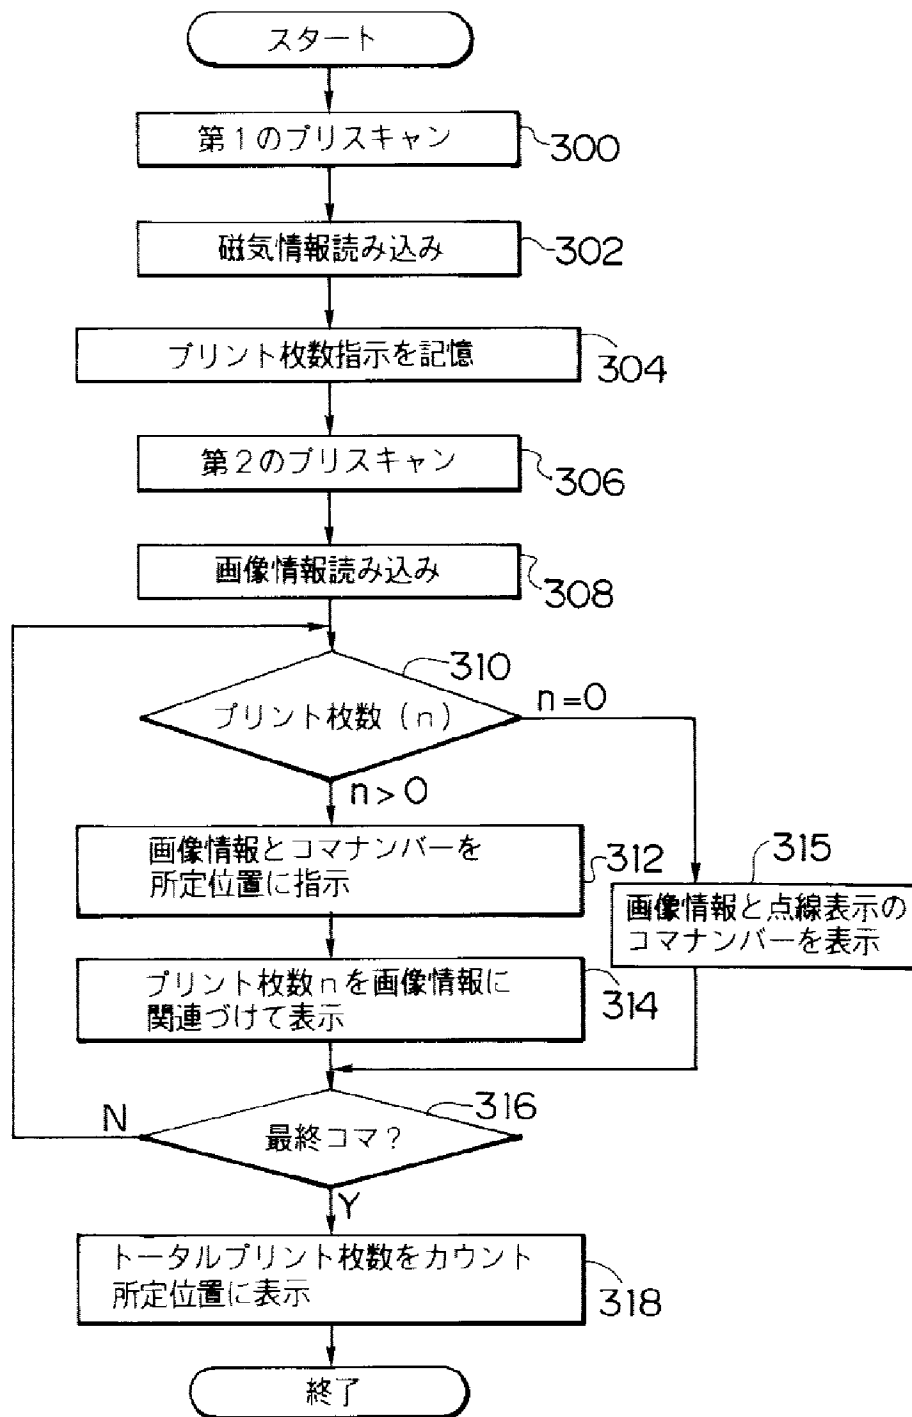 スタート
第1のプリスキャン
300
磁気情報読み込み
302
プリント枚数指示を記憶
304
第2のプリスキャン
306
画像情報読み込み
308
310
プリント枚数(n)
n=0
n>0
画像情報とコマナンバーを
所定位置に指示
312
315
画像情報と点線表示の
コマナンバーを表示
プリント枚数nを画像情報に
関連づけて表示
314
316
N
最終コマ?
Y
トータルプリント枚数をカウント
所定位置に表示
318
終了